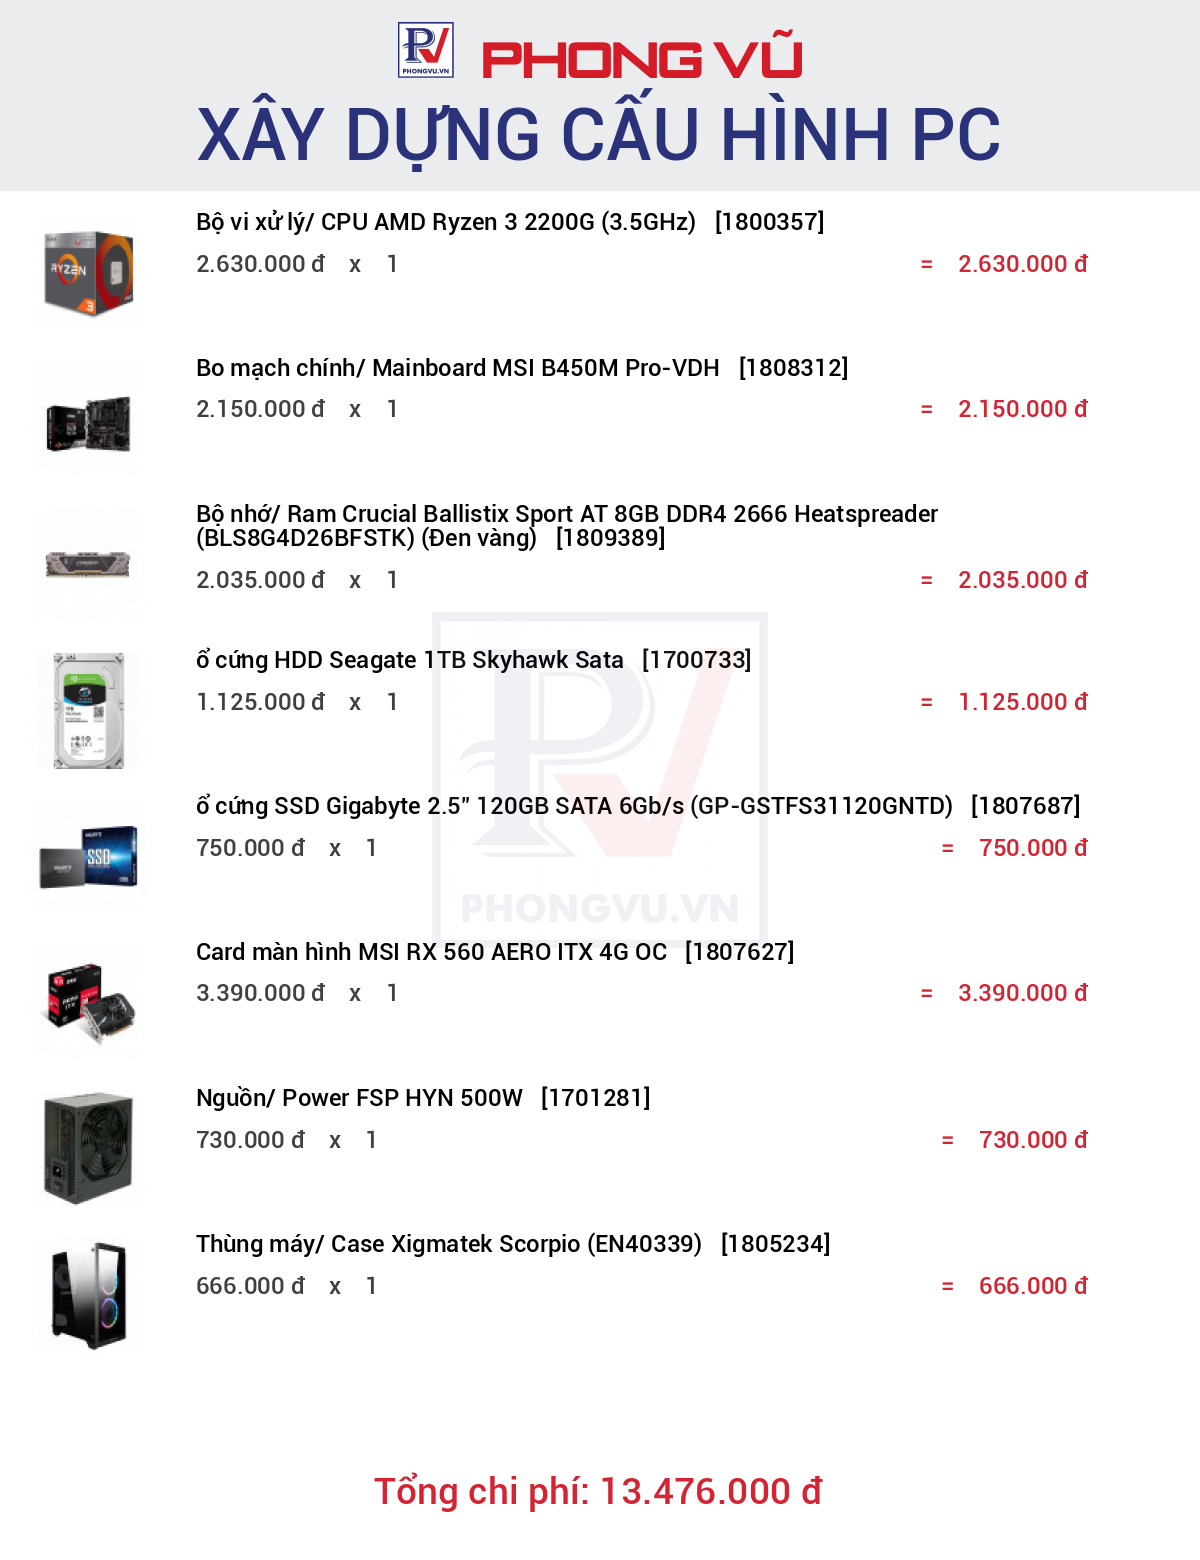 PHONGVU.VN
PHONG VŨ
XÂY DỰNG CẤU HÌNH PC
Bộ vi xử lý/ CPU AMD Ryzen 3 2200G (3.5GHz) [1800357]
2.630.000 đ x 1 = 2.630.000 đ
RYZEN
3
Bo mạch chính/ Mainboard MSI B450M Pro-VDH [1808312]
2.150.000 đ x 1 = 2.150.000 đ
Bộ nhớ/ Ram Crucial Ballistix Sport AT 8GB DDR4 2666 Heatspreader
(BLS8G4D26BFSTK) (Đen vàng) [1809389]
2.035.000 đ x 1 = 2.035.000 đ
ổ cứng HDD Seagate 1TB Skyhawk Sata [1700733]
1.125.000 đ x 1 = 1.125.000 đ
ổ cứng SSD Gigabyte 2.5" 120GB SATA 6Gb/s (GP-GSTFS31120GNTD) [1807687]
750.000 đ x 1 = 750.000 đ
SSD
PHONGVU.VN
Card màn hình MSI RX 560 AERO ITX 4G OC [1807627]
3.390.000 đ x 1 = 3.390.000 đ
Nguồn/ Power FSP HYN 500W [1701281]
730.000 đ x 1 = 730.000 đ
Thùng máy/ Case Xigmatek Scorpio (EN40339) [1805234]
666.000 đ x 1 = 666.000 đ
Tổng chi phí: 13.476.000 đ